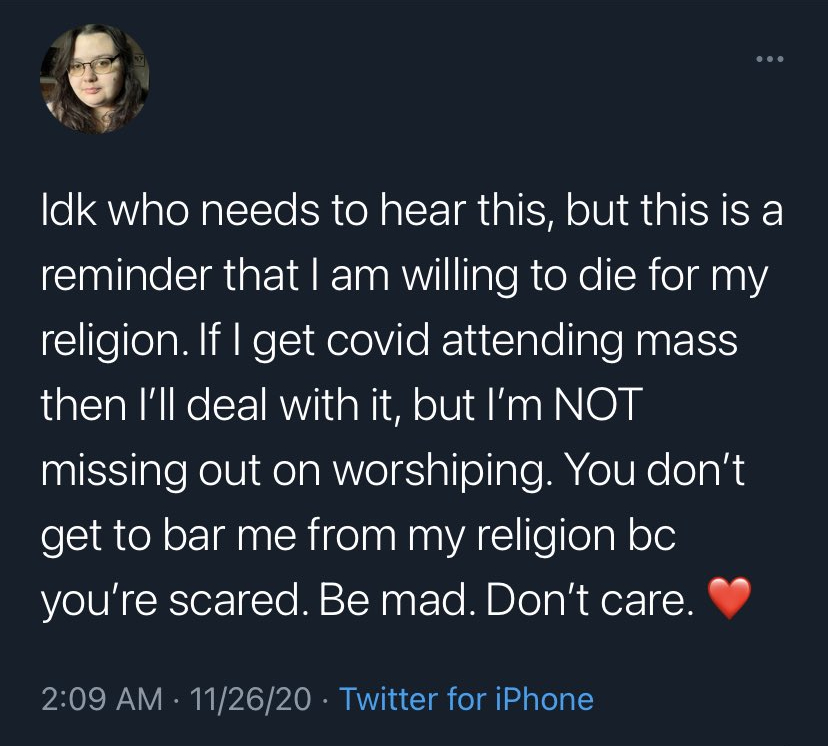 Idk who needs to hear this, but this is a
reminder that I am willing to die for my
religion. If I get covid attending mass
then I’ll deal with it, but I’m NOT
missing out on worshiping. You don’t
get to bar me from my religion bc
you’re scared. Be mad. Don’t care. ❤️
2:09 AM · 11/26/20 · Twitter for iPhone